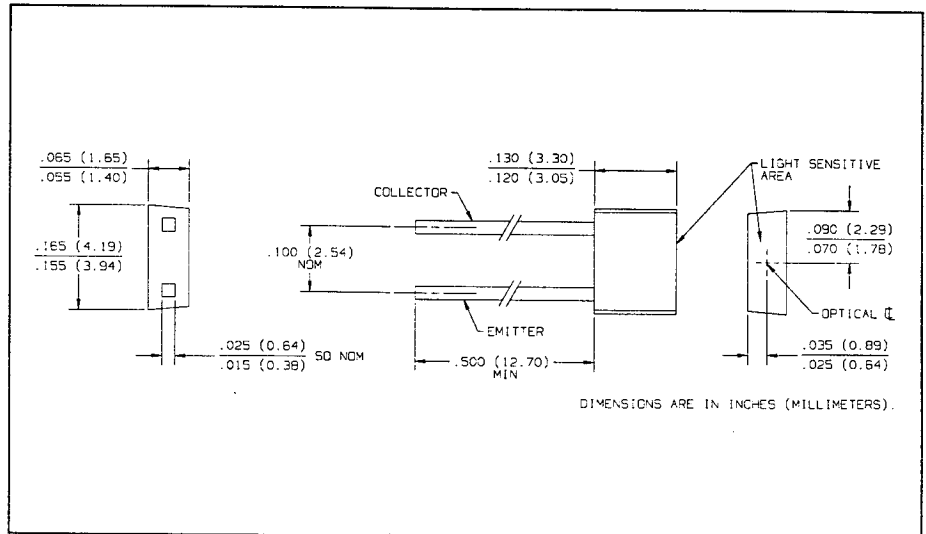 .065 (1.65)
.055 (1.40)
.165 (4.19)
.155 (3.94)
.025 (0.64)
.015 (0.38)
SQ NOM
COLLECTOR
.100 (2.54)
NOM
EMITTER
.500 (12.70)
MIN
.130 (3.30)
.120 (3.05)
LIGHT SENSITIVE
AREA
.090 (2.29)
.070 (1.78)
OPTICAL ℄
.035 (0.89)
.025 (0.64)
DIMENSIONS ARE IN INCHES (MILLIMETERS).